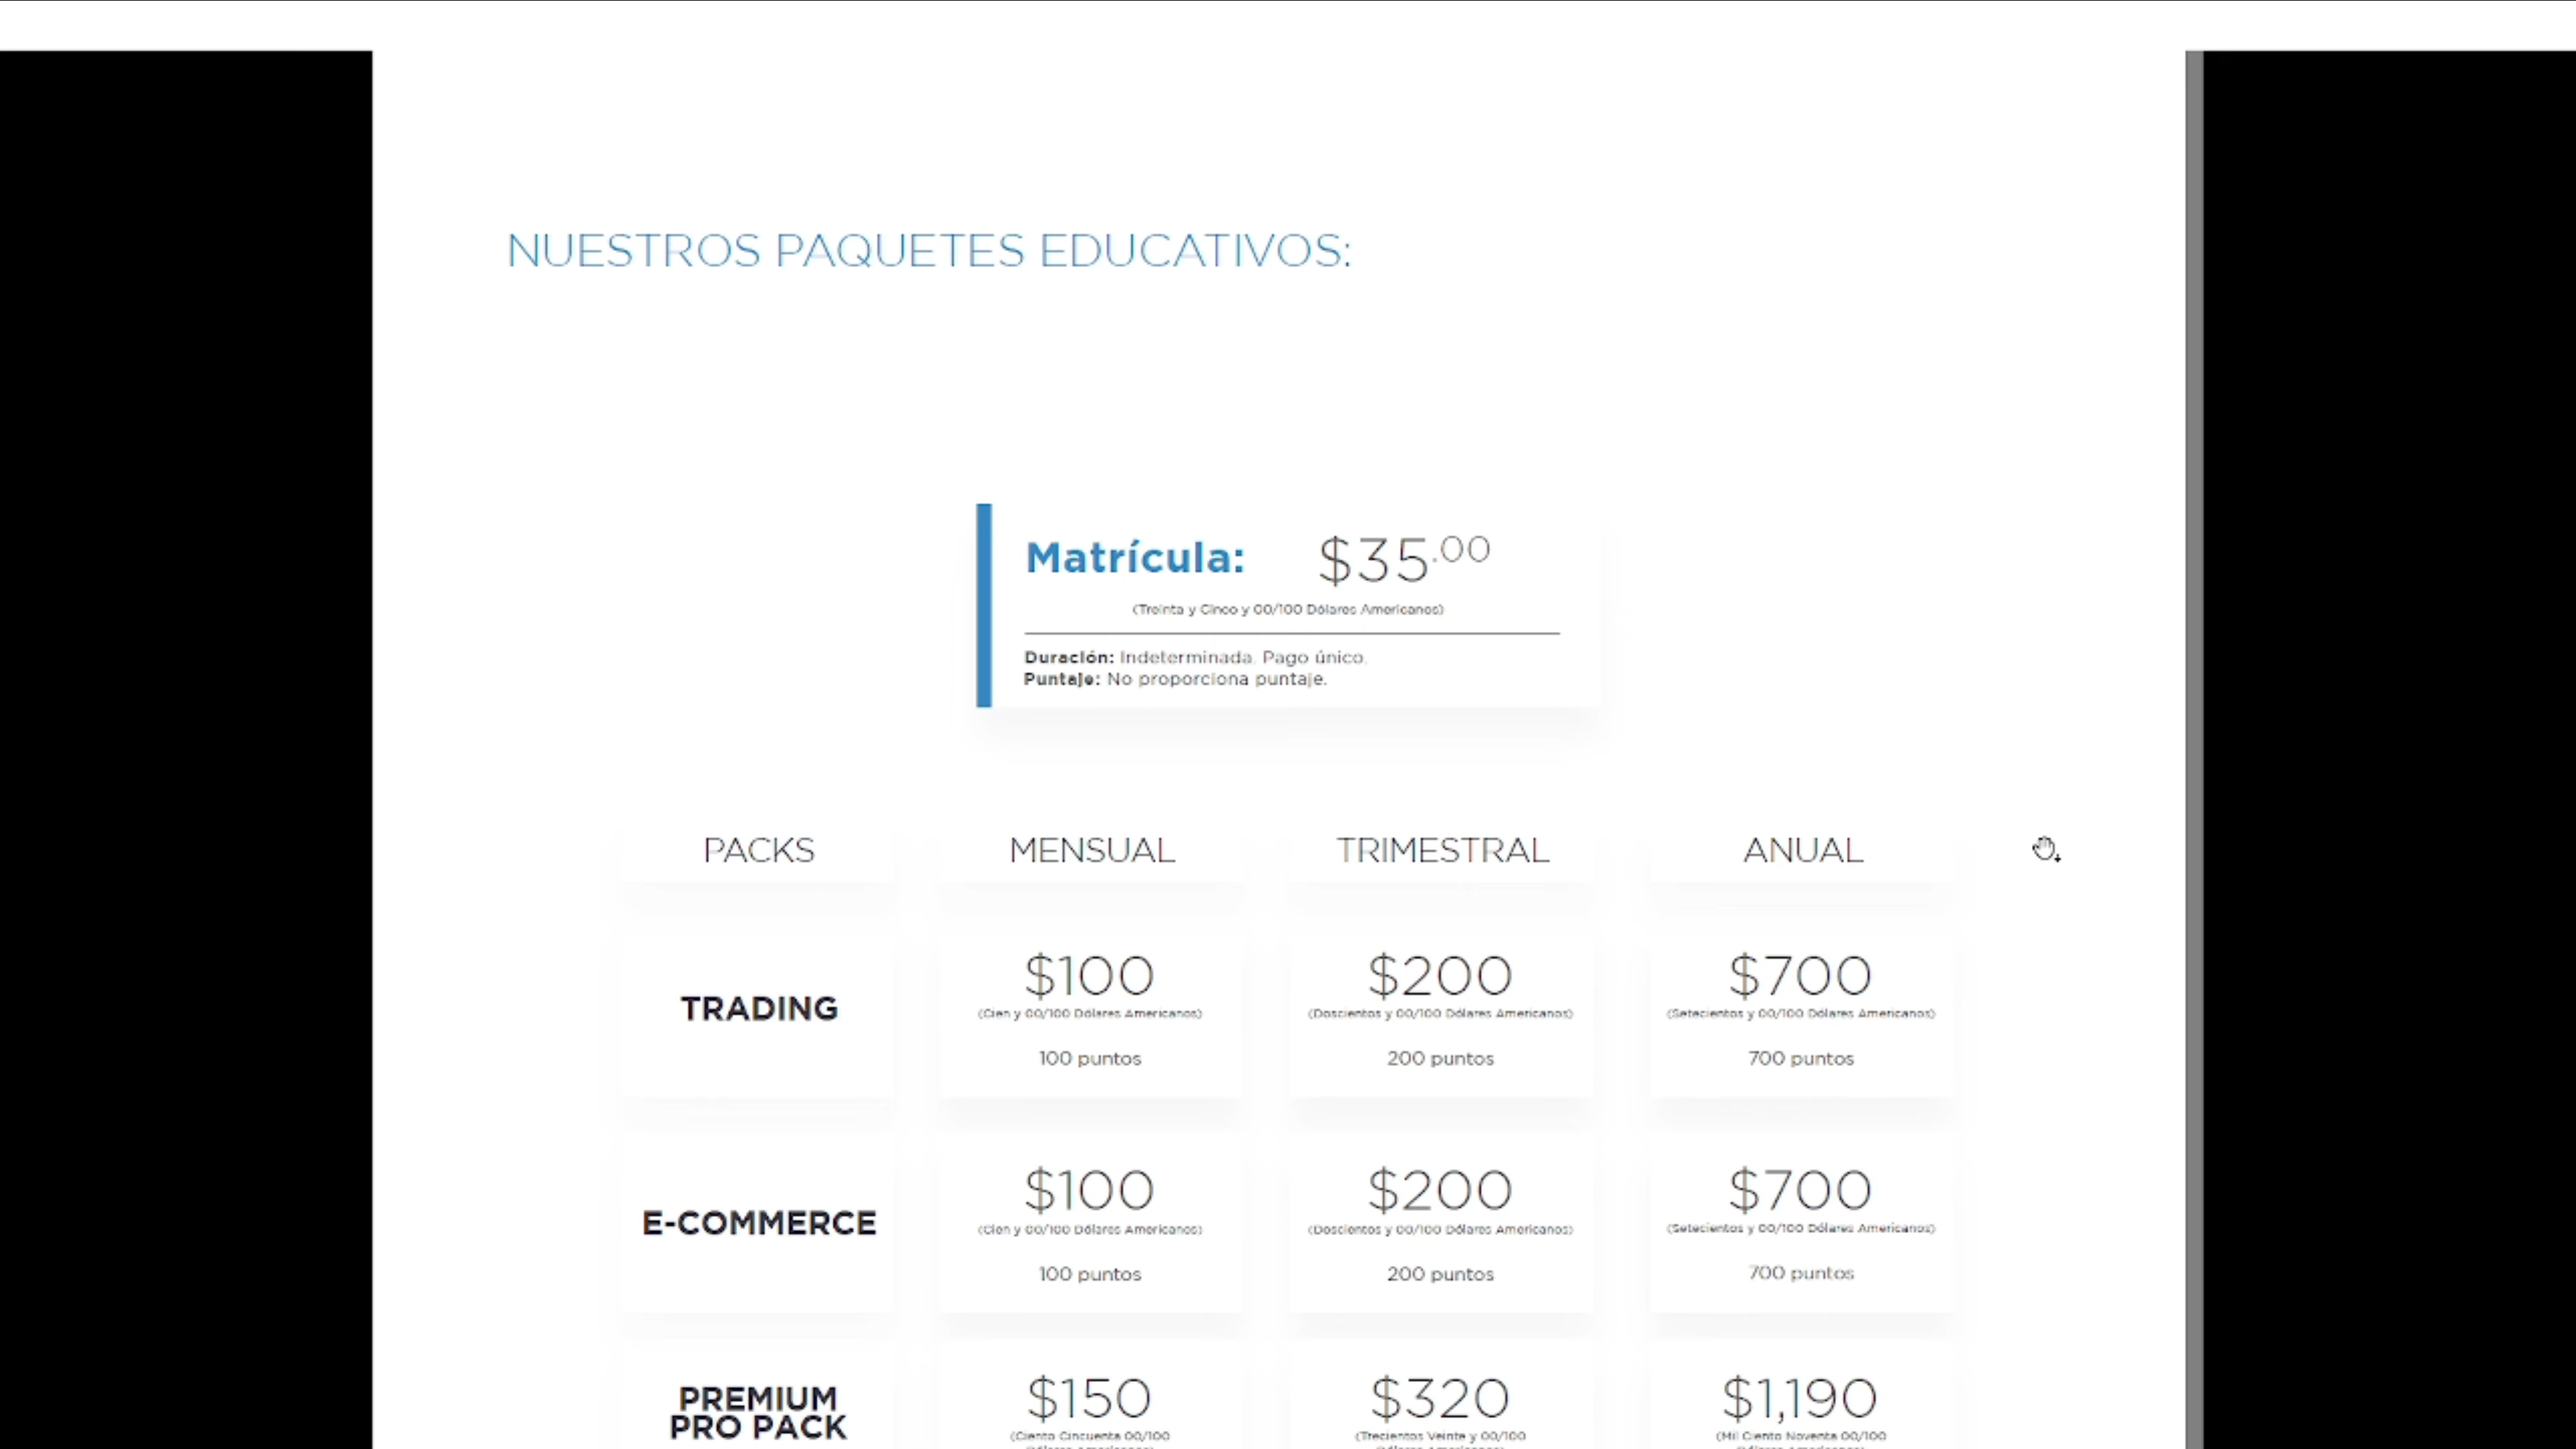 NUESTROS PAQUETES EDUCATIVOS:
Matrícula: $35.00
(Treinta y Cinco y 00/100 Dólares Americanos)
Duración: Indeterminada. Pago único.
Puntaje: No proporciona puntaje.
PACKS MENSUAL TRIMESTRAL ANUAL
TRADING
$100 $200 $700
(Cien y 00/100 Dólares Americanos) (Doscientos y 00/100 Dólares Americanos) (Setecientos y 00/100 Dólares Americanos)
100 puntos 200 puntos 700 puntos
E-COMMERCE
$100 $200 $700
(Cien y 00/100 Dólares Americanos) (Doscientos y 00/100 Dólares Americanos) (Setecientos y 00/100 Dólares Americanos)
100 puntos 200 puntos 700 puntos
PREMIUM
PRO PACK
$150 $320 $1,190
(Ciento Cincuenta 00/100 (Trecientos Veinte y 00/100 (Mil Ciento Noventa 00/100